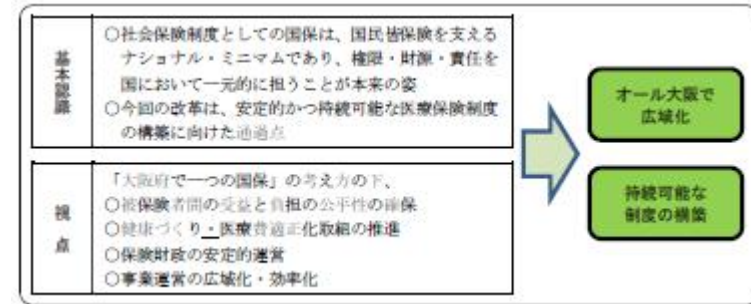 基本認識
○社会保険制度としての国保は、国民皆保険を支える
ナショナル・ミニマムであり、権限・財源・責任を
国において一元的に担うことが本来の姿
○今回の改革は、安定的かつ持続可能な医療保険制度
の構築に向けた通過点
視点
「大阪府で一つの国保」の考え方の下、
○被保険者間の受益と負担の公平性の確保
○健康づくり・医療費適正化取組の推進
○保険財政の安定的運営
○事業運営の広域化・効率化
オール大阪で
広域化
持続可能な
制度の構築